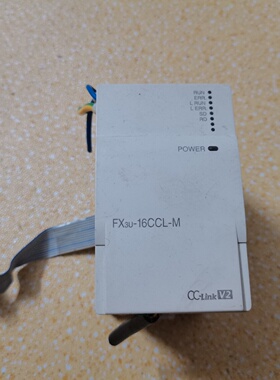 RUN
ERR.
L RUN
L ERR.
SD
RD
POWER
FX3U-16CCL-M
CC-Link V2